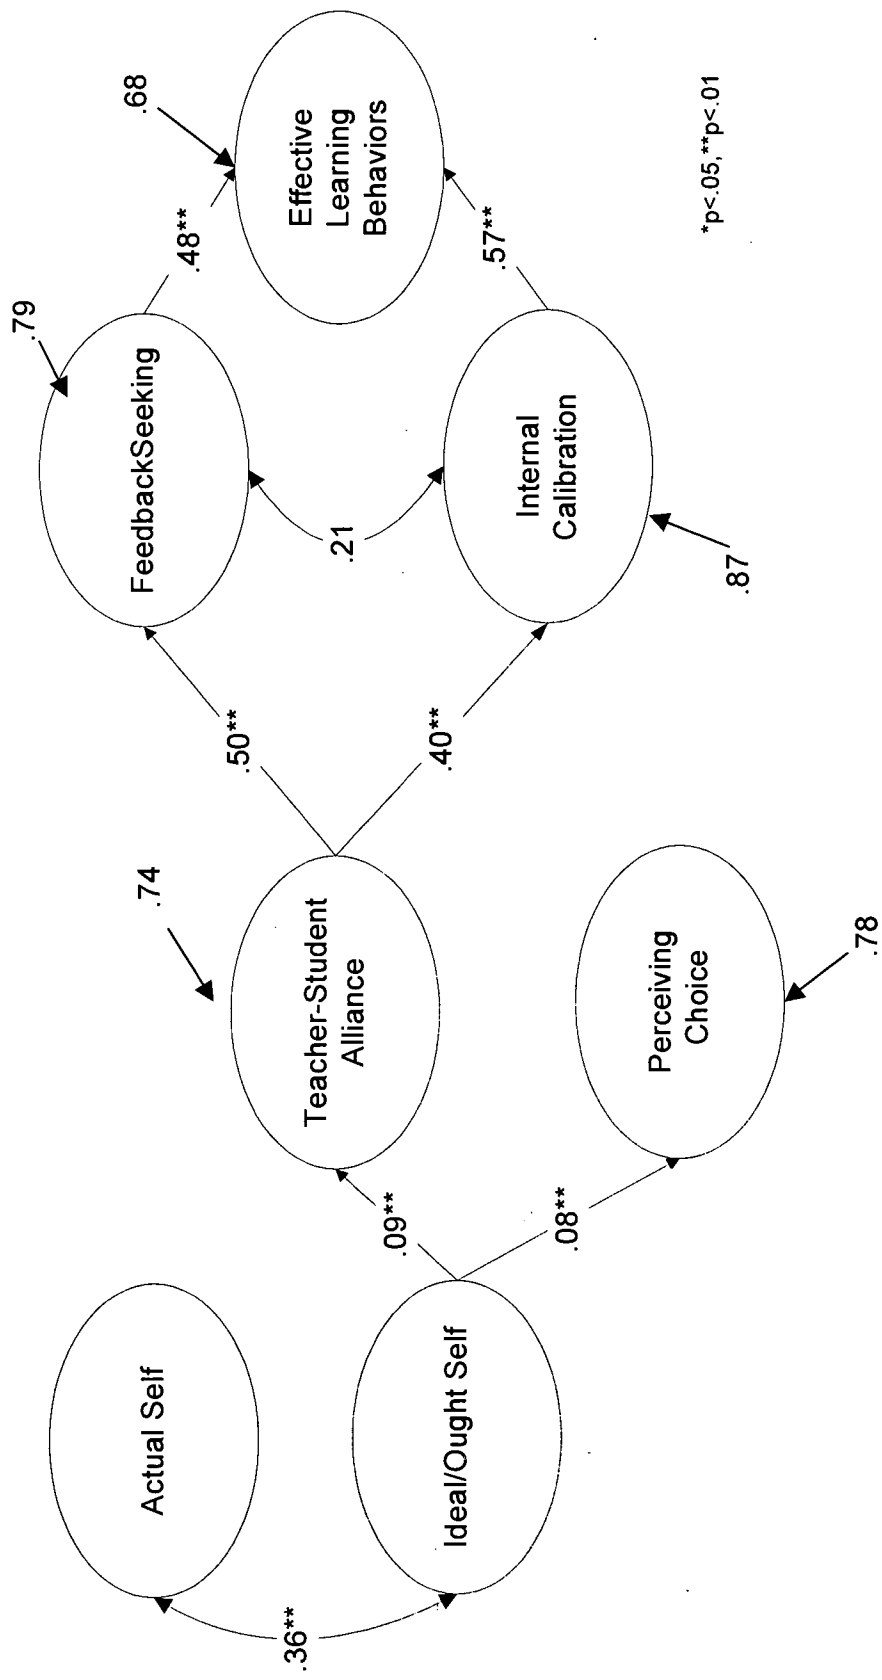 .36**
Actual Self
Ideal/Ought Self
.09**
.08**
.74
Teacher-Student
Alliance
Perceiving
Choice
.78
.50**
.40**
.79
FeedbackSeeking
.21
Internal
Calibration
.87
.48**
.57**
.68
Effective
Learning
Behaviors
*p<.05,**p<.01